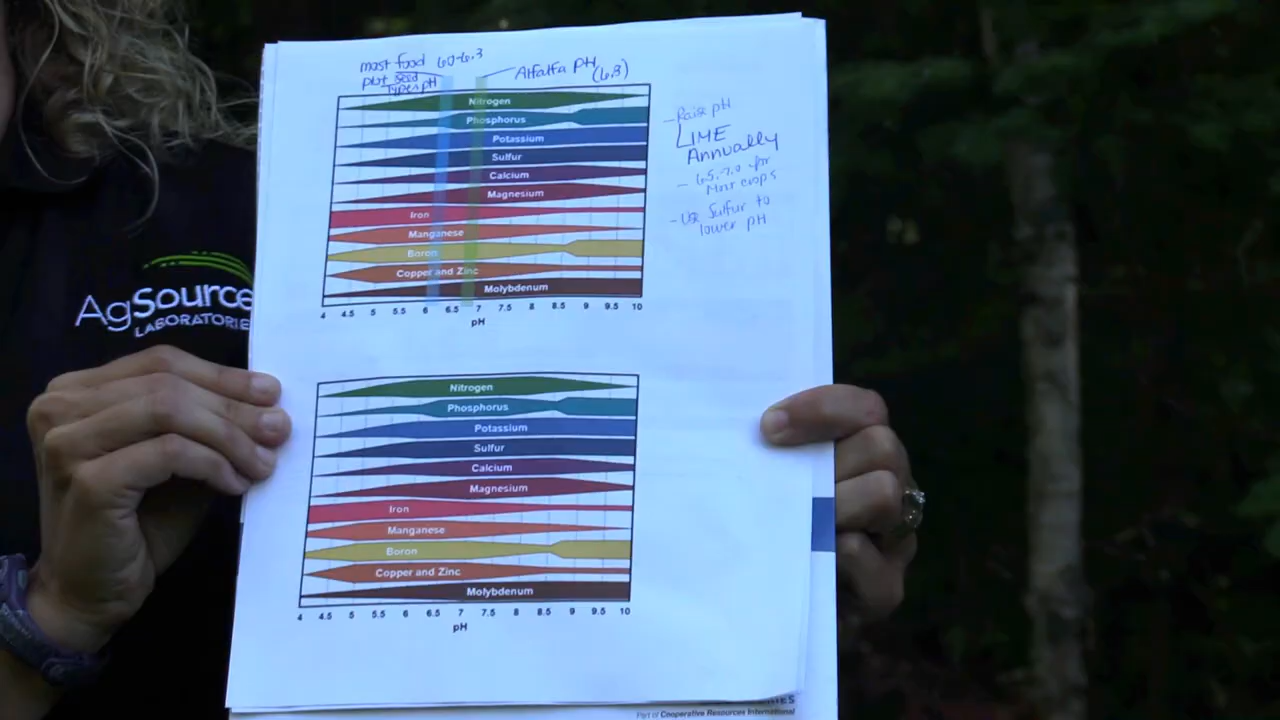 most food 6.0-6.3
plot seed
Types pH
Alfalfa pH (6.8)
Nitrogen
Phosphorus
Potassium
Sulfur
Calcium
Magnesium
Iron
Manganese
Boron
Copper and Zinc
Molybdenum
4 4.5 5 5.5 6 6.5 7 7.5 8 8.5 9 9.5 10
pH
- Raise pH
LIME
Annually
- 6.5-7.0 for
Most crops
- Use Sulfur to
lower pH
AgSource
LABORATORIE
Nitrogen
Phosphorus
Potassium
Sulfur
Calcium
Magnesium
Iron
Manganese
Boron
Copper and Zinc
Molybdenum
4 4.5 5 5.5 6 6.5 7 7.5 8 8.5 9 9.5 10
pH
Part of Cooperative Resources International